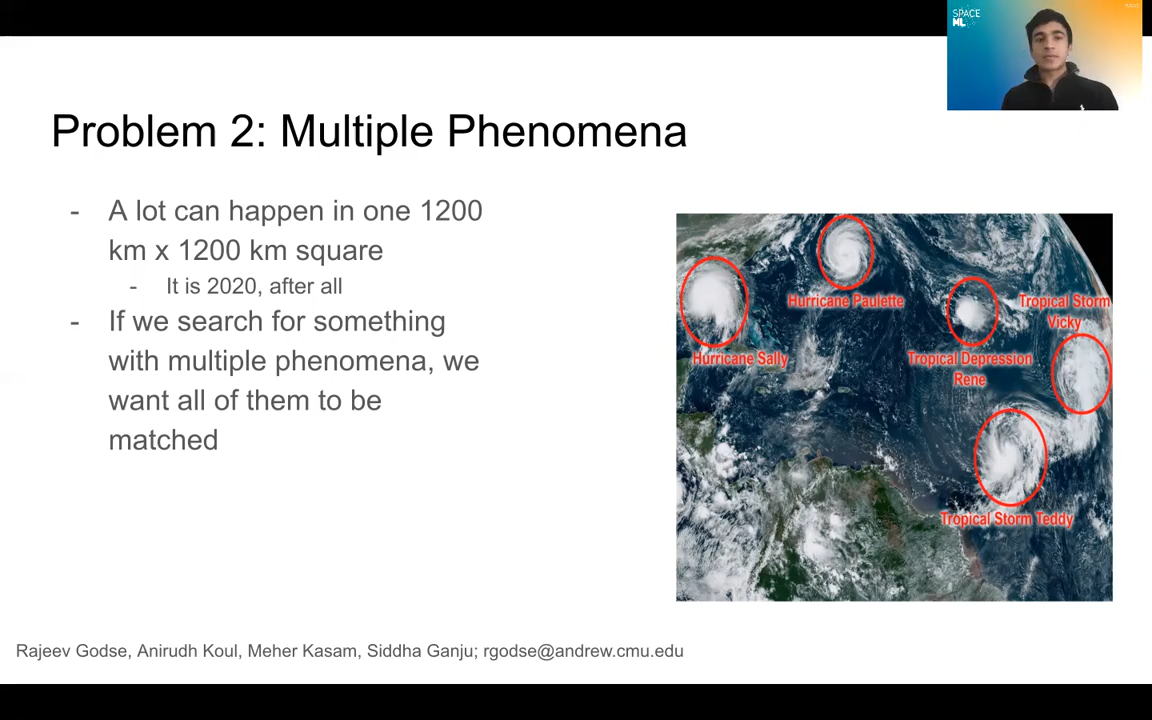 SPACE
ML
Problem 2: Multiple Phenomena
- A lot can happen in one 1200
km x 1200 km square
- It is 2020, after all
- If we search for something
with multiple phenomena, we
want all of them to be
matched
Hurricane Paulette
Tropical Storm
Vicky
Hurricane Sally
Tropical Depression
Rene
Tropical Storm Teddy
Rajeev Godse, Anirudh Koul, Meher Kasam, Siddha Ganju; rgodse@andrew.cmu.edu